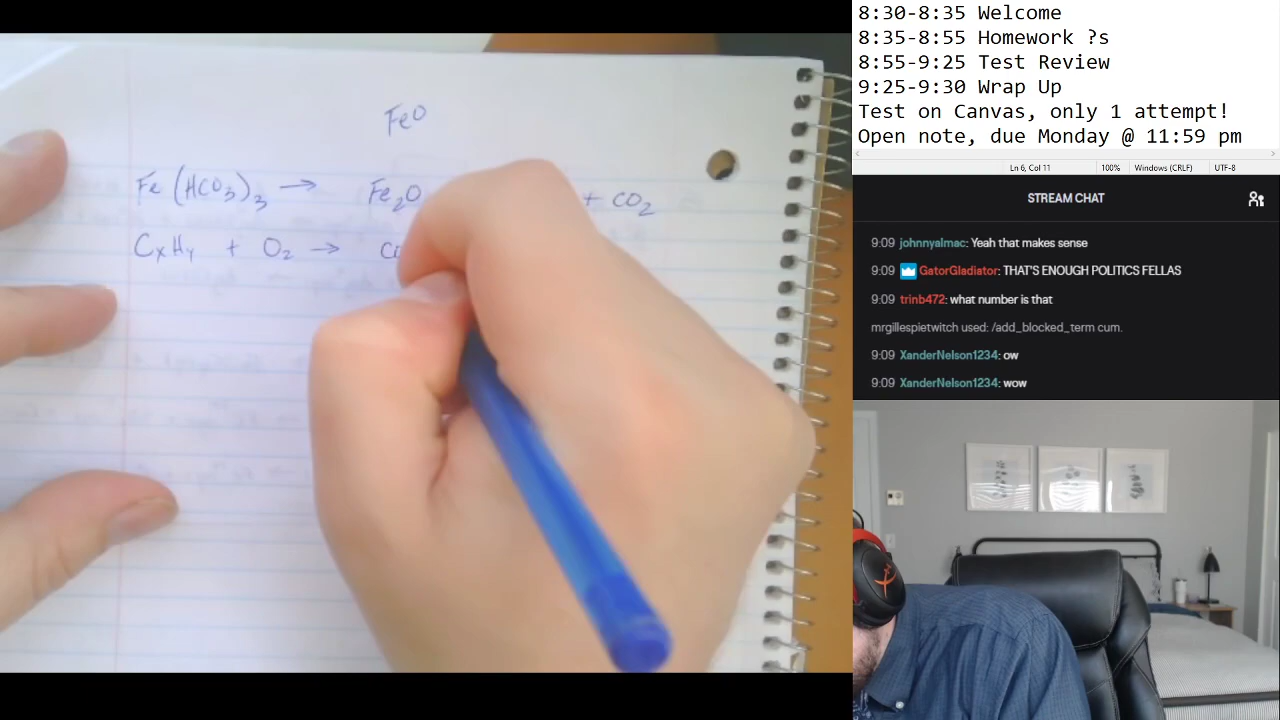 FeO
Fe(HCO3)3 → Fe2O + CO2
CxHy + O2 →
8:30-8:35 Welcome
8:35-8:55 Homework ?s
8:55-9:25 Test Review
9:25-9:30 Wrap Up
Test on Canvas, only 1 attempt!
Open note, due Monday @ 11:59 pm
Ln 6, Col 11 100% Windows (CRLF) UTF-8
STREAM CHAT
9:09 johnnyalmac: Yeah that makes sense
9:09 GatorGladiator: THAT'S ENOUGH POLITICS FELLAS
9:09 trinb472: what number is that
mrgillespietwitch used: /add_blocked_term cum.
9:09 XanderNelson1234: ow
9:09 XanderNelson1234: wow